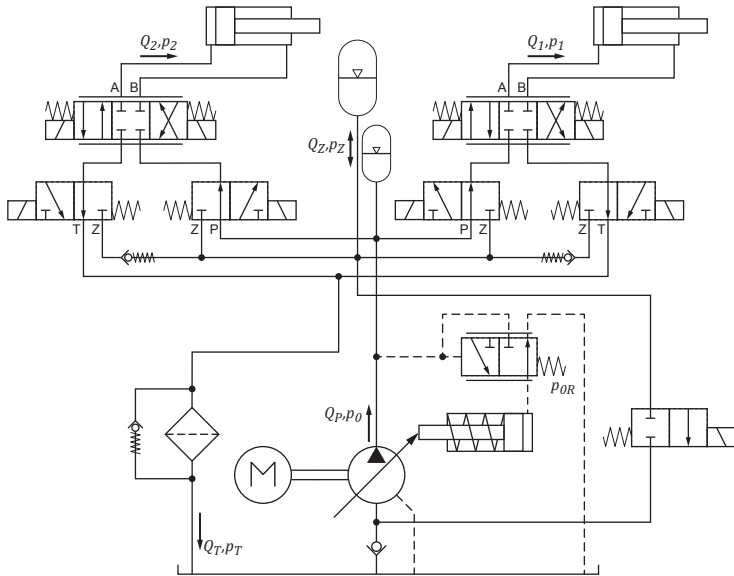 Q2,p2
Q1,p1
A B
A B
QZ,pZ
T Z
Z P
P Z
Z T
p0R
QP,p0
M
QT,pT